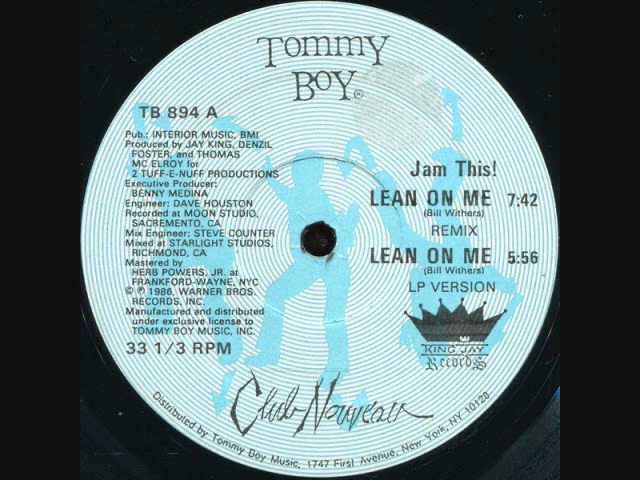 TOMMY
BOY®
TB 894 A
Pub.: INTERIOR MUSIC, BMI
Produced by JAY KING, DENZIL
FOSTER, and THOMAS
MC ELROY for
2 TUFF-E-NUFF PRODUCTIONS
Executive Producer:
BENNY MEDINA
Engineer: DAVE HOUSTON
Recorded at MOON STUDIO,
SACRAMENTO, CA
Mix Engineer: STEVE COUNTER
Mixed at STARLIGHT STUDIOS,
RICHMOND, CA
Mastered by
HERB POWERS, JR. at
FRANKFORD-WAYNE, NYC
© ℗ 1986, WARNER BROS.
RECORDS, INC.
Manufactured and distributed
under exclusive license to
TOMMY BOY MUSIC, INC.
33 1/3 RPM
Jam This!
LEAN ON ME 7:42
(Bill Withers)
REMIX
LEAN ON ME 5:56
(Bill Withers)
LP VERSION
KING JAY
Records
Club Nouveau
Distributed by Tommy Boy Music, 1747 First Avenue, New York, NY 10128